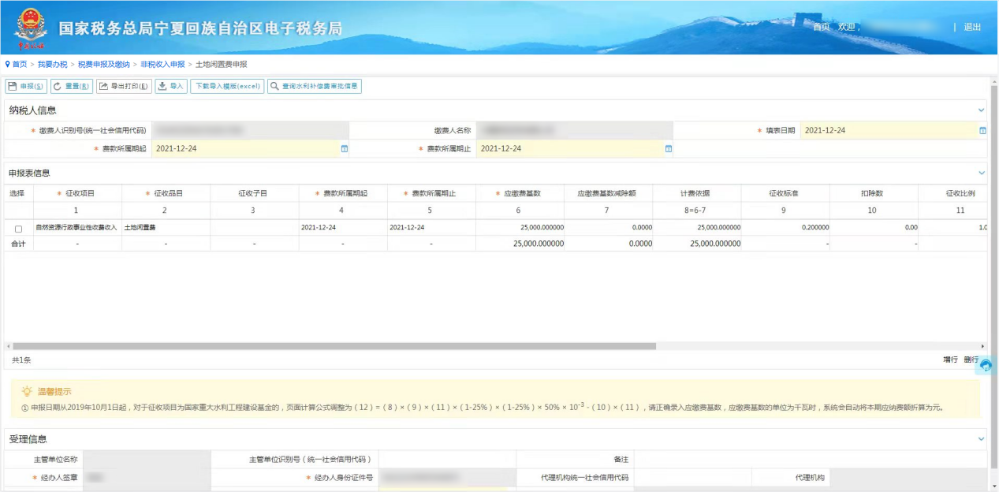 国家税务总局宁夏回族自治区电子税务局
首页 欢迎， | 退出
首页 > 我要办税 > 税费申报及缴纳 > 非税收入申报 > 土地闲置费申报
申报(S) 重置(R) 导出打印(E) 导入 下载导入模版(excel) 查询水利补偿费审批信息
纳税人信息
* 缴费人识别号(统一社会信用代码) 缴费人名称 * 填表日期 2021-12-24
* 费款所属期起 2021-12-24 * 费款所属期止 2021-12-24
申报表信息
选择 * 征收项目 * 征收品目 征收子目 * 费款所属期起 * 费款所属期止 * 应缴费基数 应缴费基数减除额 计费依据 征收标准 扣除数 征收比例
1 2 3 4 5 6 7 8=6-7 9 10 11
自然资源行政事业性收费收入 土地闲置费 2021-12-24 2021-12-24 25,000.000000 0.0000 25,000.000000 0.200000 0.00 1.0
合计 - - - - - 25,000.000000 0.0000 25,000.000000 - -
共1条 增行 删行
温馨提示
① 申报日期从2019年10月1日起，对于征收项目为国家重大水利工程建设基金的，页面计算公式调整为（12）=（8）×（9）×（11）×（1-25%）×（1-25%）× 50% × 10⁻³ -（10）×（11），请正确录入应缴费基数，应缴费基数的单位为千瓦时，系统会自动将本期应纳费额折算为元。
受理信息
主管单位名称 主管单位识别号（统一社会信用代码） 备注
* 经办人签章 * 经办人身份证件号 代理机构统一社会信用代码 代理机构